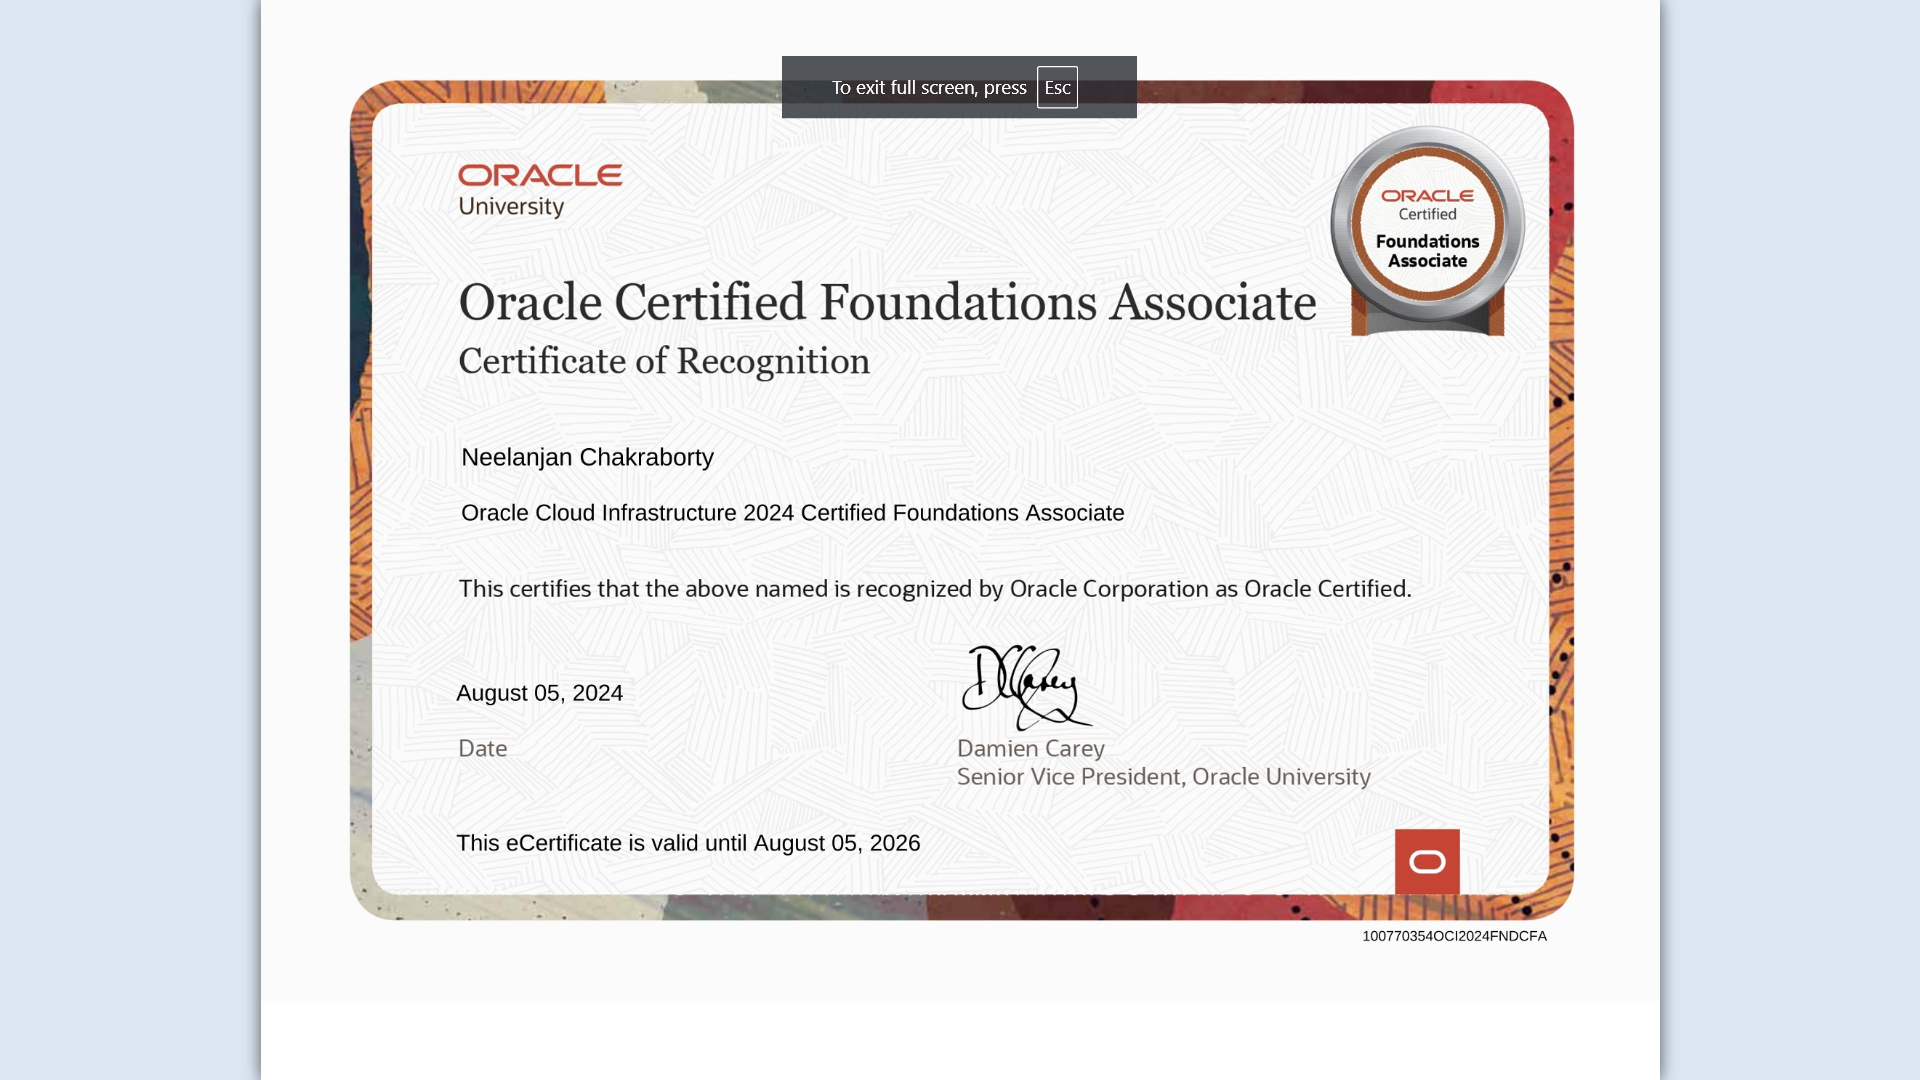 To exit full screen, press Esc
ORACLE
University
ORACLE
Certified
Foundations
Associate
Oracle Certified Foundations Associate
Certificate of Recognition
Neelanjan Chakraborty
Oracle Cloud Infrastructure 2024 Certified Foundations Associate
This certifies that the above named is recognized by Oracle Corporation as Oracle Certified.
August 05, 2024
Date
DCarey
Damien Carey
Senior Vice President, Oracle University
This eCertificate is valid until August 05, 2026
100770354OCI2024FNDCFA